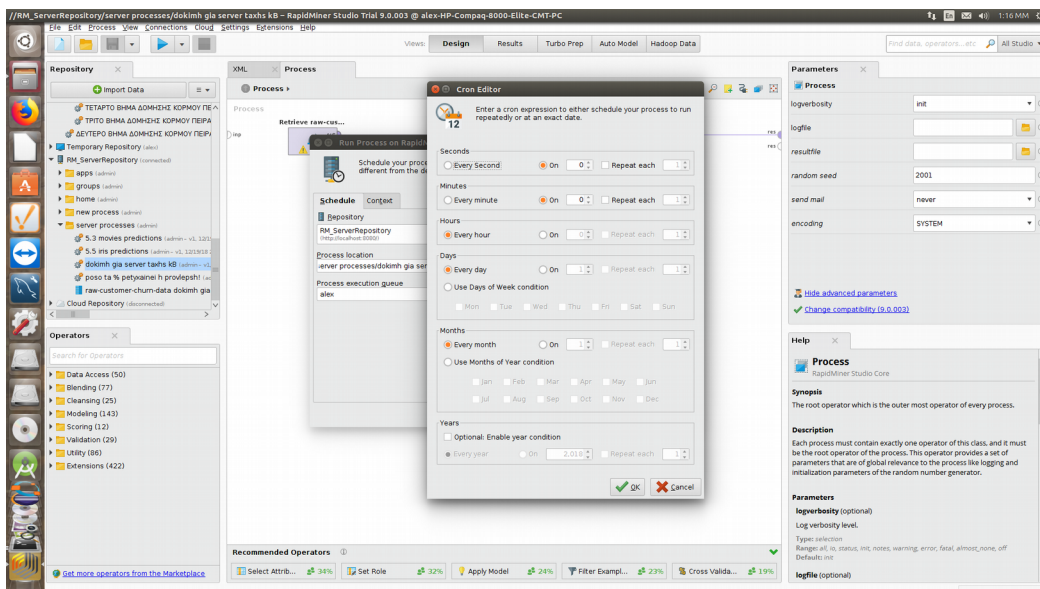 //RM_ServerRepository/server processes/dokimh gia server taxhs kB – RapidMiner Studio Trial 9.0.003 @ alex-HP-Compaq-8000-Elite-CMT-PC
En
1:16 MM
File Edit Process View Connections Cloud Settings Extensions Help
Views: Design Results Turbo Prep Auto Model Hadoop Data
Find data, operators...etc
All Studio
Repository
Import Data
ΤΕΤΑΡΤΟ ΒΗΜΑ ΔΟΜΗΣΗΣ ΚΟΡΜΟΥ ΠΕ
ΤΡΙΤΟ ΒΗΜΑ ΔΟΜΗΣΗΣ ΚΟΡΜΟΥ ΠΕΙΡΑ
ΔΕΥΤΕΡΟ ΒΗΜΑ ΔΟΜΗΣΗΣ ΚΟΡΜΟΥ ΠΕΙΡΑ
Temporary Repository (alex)
RM_ServerRepository (connected)
apps (admin)
groups (admin)
home (admin)
new process (admin)
server processes (admin)
5.3 movies predictions (admin – v1, 12/1
5.5 iris predictions (admin – v1, 12/19/18
dokimh gia server taxhs kB (admin – v1,
poso ta % petyxainei h provlepsh!
raw-customer-churn-data dokimh gia
Cloud Repository (disconnected)
Operators
Search for Operators
Data Access (50)
Blending (77)
Cleansing (25)
Modeling (143)
Scoring (12)
Validation (29)
Utility (86)
Extensions (422)
Get more operators from the Marketplace
XML
Process
Process
Process
Retrieve raw-cus...
inp
res
res
Run Process on RapidM
Schedule your proce
different from the de
Schedule
Context
Repository
RM_ServerRepository
(http://localhost:8080/)
Process location
erver processes/dokimh gia ser
Process execution queue
alex
Cron Editor
12
Enter a cron expression to either schedule your process to run
repeatedly or at an exact date.
Seconds
Every Second On 0 Repeat each 1
Minutes
Every minute On 0 Repeat each 1
Hours
Every hour On 0 Repeat each 1
Days
Every day On 1 Repeat each 1
Use Days of Week condition
Mon Tue Wed Thu Fri Sat Sun
Months
Every month On 1 Repeat each 1
Use Months of Year condition
Jan Feb Mar Apr May Jun
Jul Aug Sep Oct Nov Dec
Years
Optional: Enable year condition
Every year On 2,018 Repeat each 1
OK
Cancel
Recommended Operators
Select Attrib... 34%
Set Role 32%
Apply Model 24%
Filter Exampl... 23%
Cross Valida... 19%
Parameters
Process
logverbosity init
logfile
resultfile
random seed 2001
send mail never
encoding SYSTEM
Hide advanced parameters
Change compatibility (9.0.003)
Help
Process
RapidMiner Studio Core
Synopsis
The root operator which is the outer most operator of every process.
Description
Each process must contain exactly one operator of this class, and it must
be the root operator of the process. This operator provides a set of
parameters that are of global relevance to the process like logging and
initialization parameters of the random number generator.
Parameters
logverbosity (optional)
Log verbosity level.
Type: selection
Range: all, io, status, init, notes, warning, error, fatal, almost_none, off
Default: init
logfile (optional)